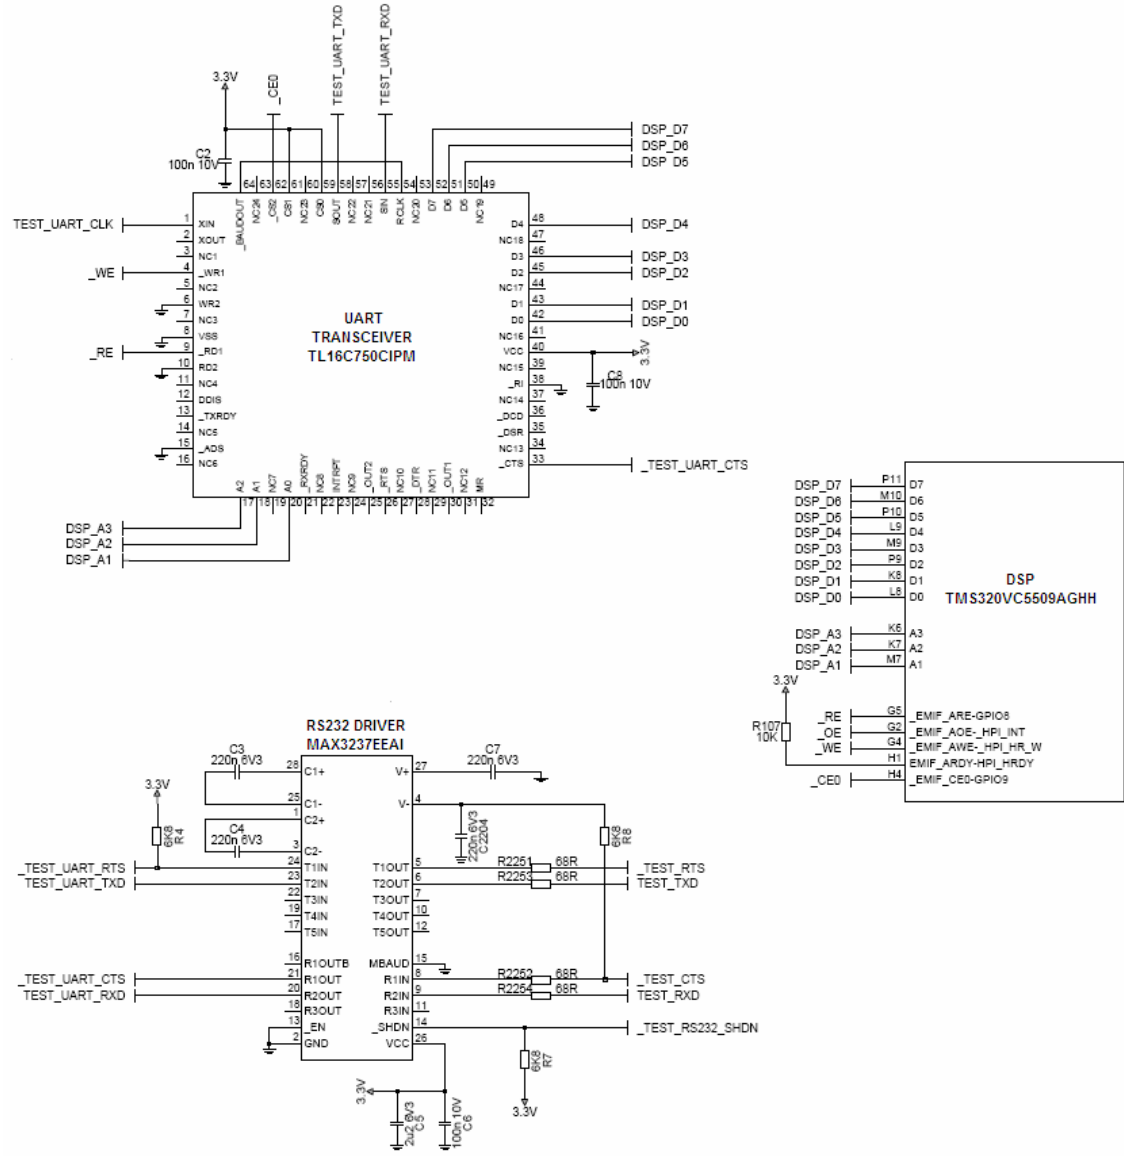 TEST_UART_TXD
TEST_UART_RXD
_CE0
3.3V
C2
100n 10V
DSP_D7
DSP_D6
DSP_D5
64 63 62 61 60 59 58 57 56 55 54 53 52 51 50 49
_BAUDOUT NC24 _CS2 CS1 NC23 CS0 SOUT NC22 NC21 SIN RCLK NC20 D7 D6 D5 NC19
TEST_UART_CLK 1 XIN
2 XOUT
3 NC1
_WE 4 _WR1
5 NC2
6 WR2
7 NC3
8 VSS
_RE 9 _RD1
10 RD2
11 NC4
12 DDIS
13 _TXRDY
14 NC5
15 _ADS
16 NC6
UART
TRANSCEIVER
TL16C750CIPM
D4 48 DSP_D4
NC18 47
D3 46 DSP_D3
D2 45 DSP_D2
NC17 44
D1 43 DSP_D1
D0 42 DSP_D0
NC16 41
VCC 40 3.3V
NC15 39
_RI 38
C8
100n 10V
NC14 37
_DCD 36
_DSR 35
NC13 34
_CTS 33 _TEST_UART_CTS
A2 A1 NC7 A0 _RXRDY NC8 INTRPT NC9 _OUT2 _RTS NC10 _DTR NC11 _OUT1 NC12 MR
17 18 19 20 21 22 23 24 25 26 27 28 29 30 31 32
DSP_A3
DSP_A2
DSP_A1
DSP_D7 P11 D7
DSP_D6 M10 D6
DSP_D5 P10 D5
DSP_D4 L9 D4
DSP_D3 M9 D3
DSP_D2 P9 D2
DSP_D1 K8 D1
DSP_D0 L8 D0
DSP
TMS320VC5509AGHH
DSP_A3 K6 A3
DSP_A2 K7 A2
DSP_A1 M7 A1
3.3V
R107
10K
_RE G5 _EMIF_ARE-GPIO8
_OE G2 _EMIF_AOE-_HPI_INT
_WE G4 _EMIF_AWE-_HPI_HR_W
H1 EMIF_ARDY-HPI_HRDY
_CE0 H4 _EMIF_CE0-GPIO9
RS232 DRIVER
MAX3237EEAI
C3
220n 6V3
28 C1+
25 C1-
1 C2+
C4
220n 6V3
3 C2-
3.3V
6K8
R4
_TEST_UART_RTS 24 T1IN
TEST_UART_TXD 23 T2IN
22 T3IN
19 T4IN
17 T5IN
16 R1OUTB
_TEST_UART_CTS 21 R1OUT
TEST_UART_RXD 20 R2OUT
18 R3OUT
13 _EN
2 GND
C7
220n 6V3
V+ 27
V- 4
220n 6V3
C2204
6K8
R8
T1OUT 5 R2251 68R _TEST_RTS
T2OUT 6 R2253 68R TEST_TXD
T3OUT 7
T4OUT 10
T5OUT 12
MBAUD 15
R1IN 8 R2252 68R _TEST_CTS
R2IN 9 R2254 68R TEST_RXD
R3IN 11
_SHDN 14 _TEST_RS232_SHDN
VCC 26
6K8
R7
3.3V
3.3V
2u2 6V3
C5
100n 10V
C6